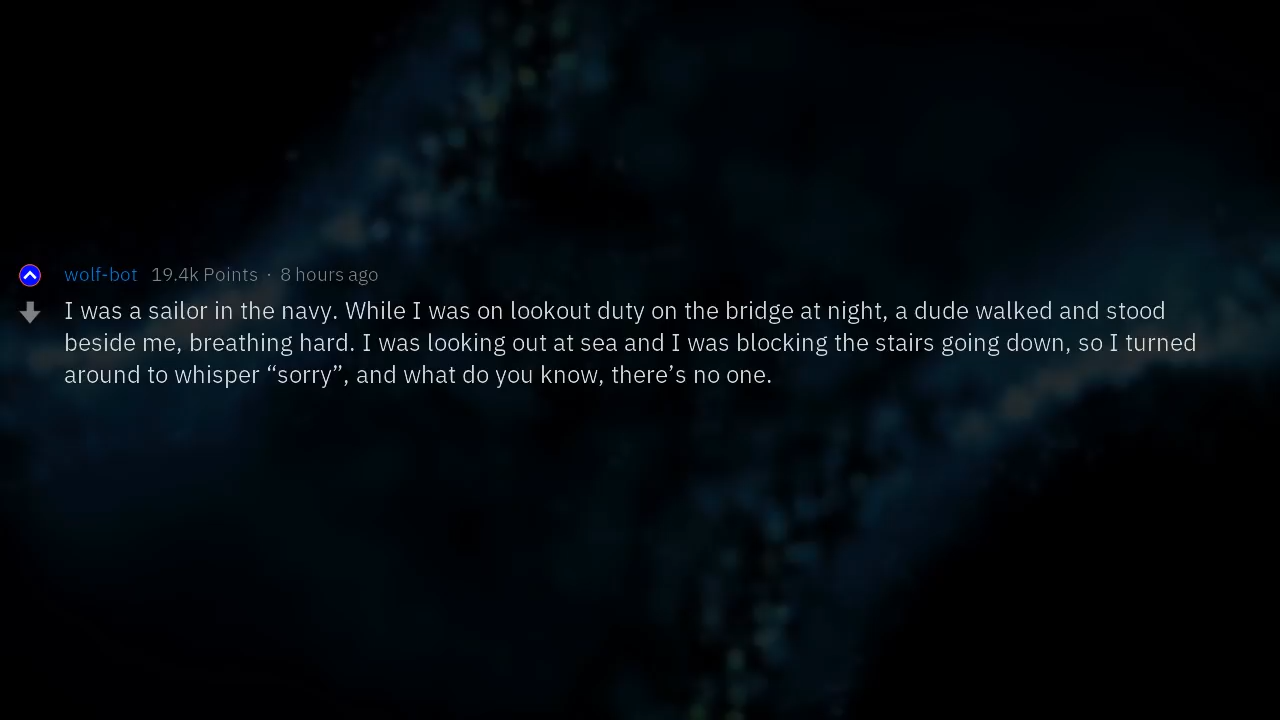 wolf-bot 19.4k Points · 8 hours ago
I was a sailor in the navy. While I was on lookout duty on the bridge at night, a dude walked and stood
beside me, breathing hard. I was looking out at sea and I was blocking the stairs going down, so I turned
around to whisper “sorry”, and what do you know, there’s no one.